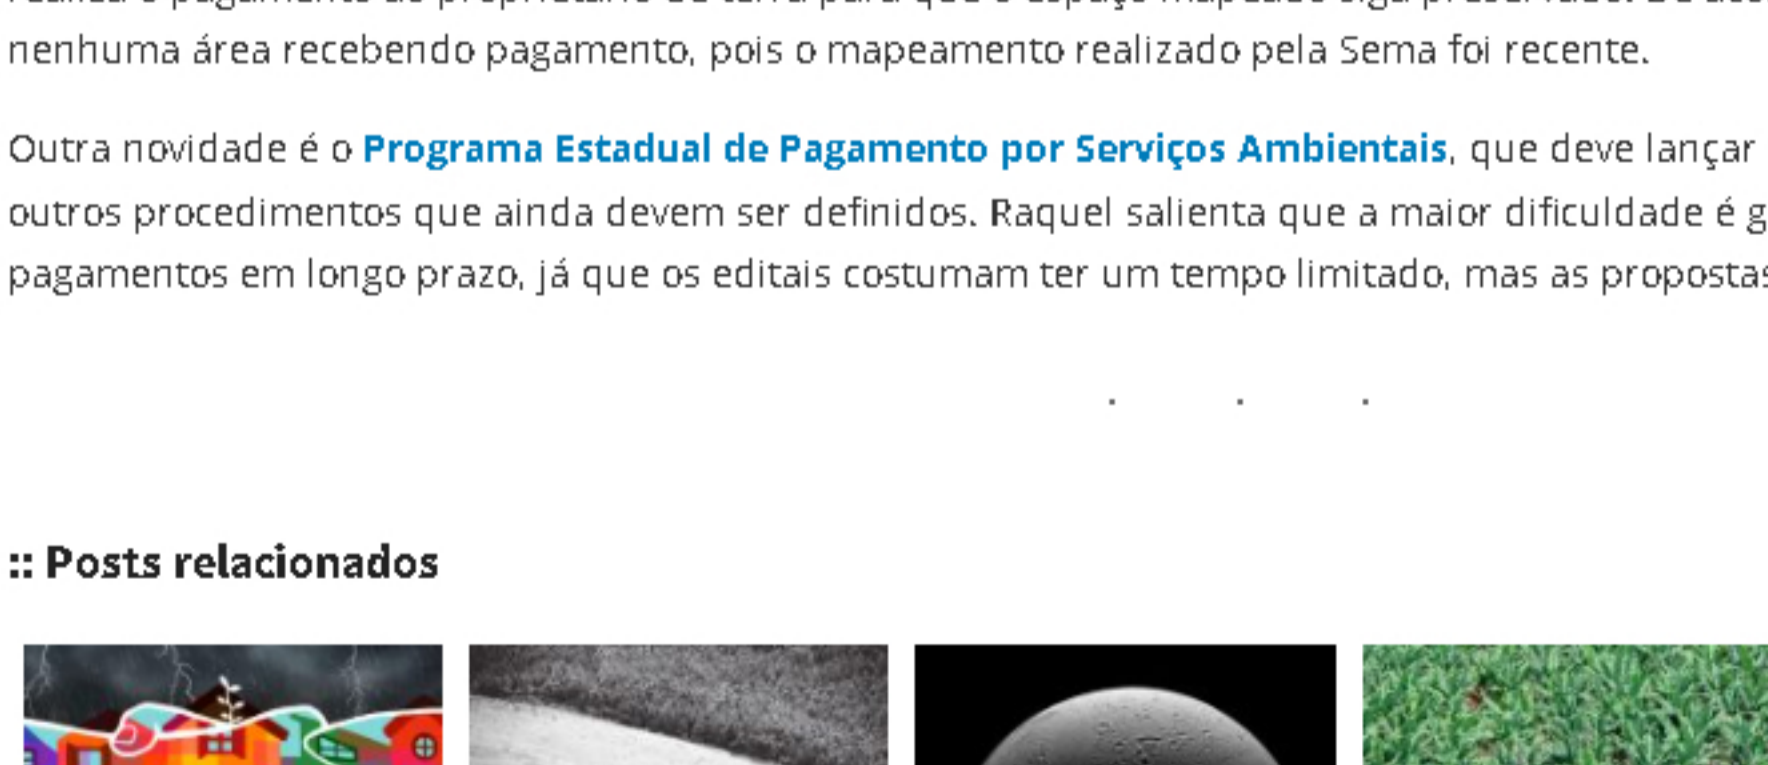 nenhuma área recebendo pagamento, pois o mapeamento realizado pela Sema foi recente.
Outra novidade é o Programa Estadual de Pagamento por Serviços Ambientais, que deve lançar
outros procedimentos que ainda devem ser definidos. Raquel salienta que a maior dificuldade é g
pagamentos em longo prazo, já que os editais costumam ter um tempo limitado, mas as propostas
. . .
:: Posts relacionados